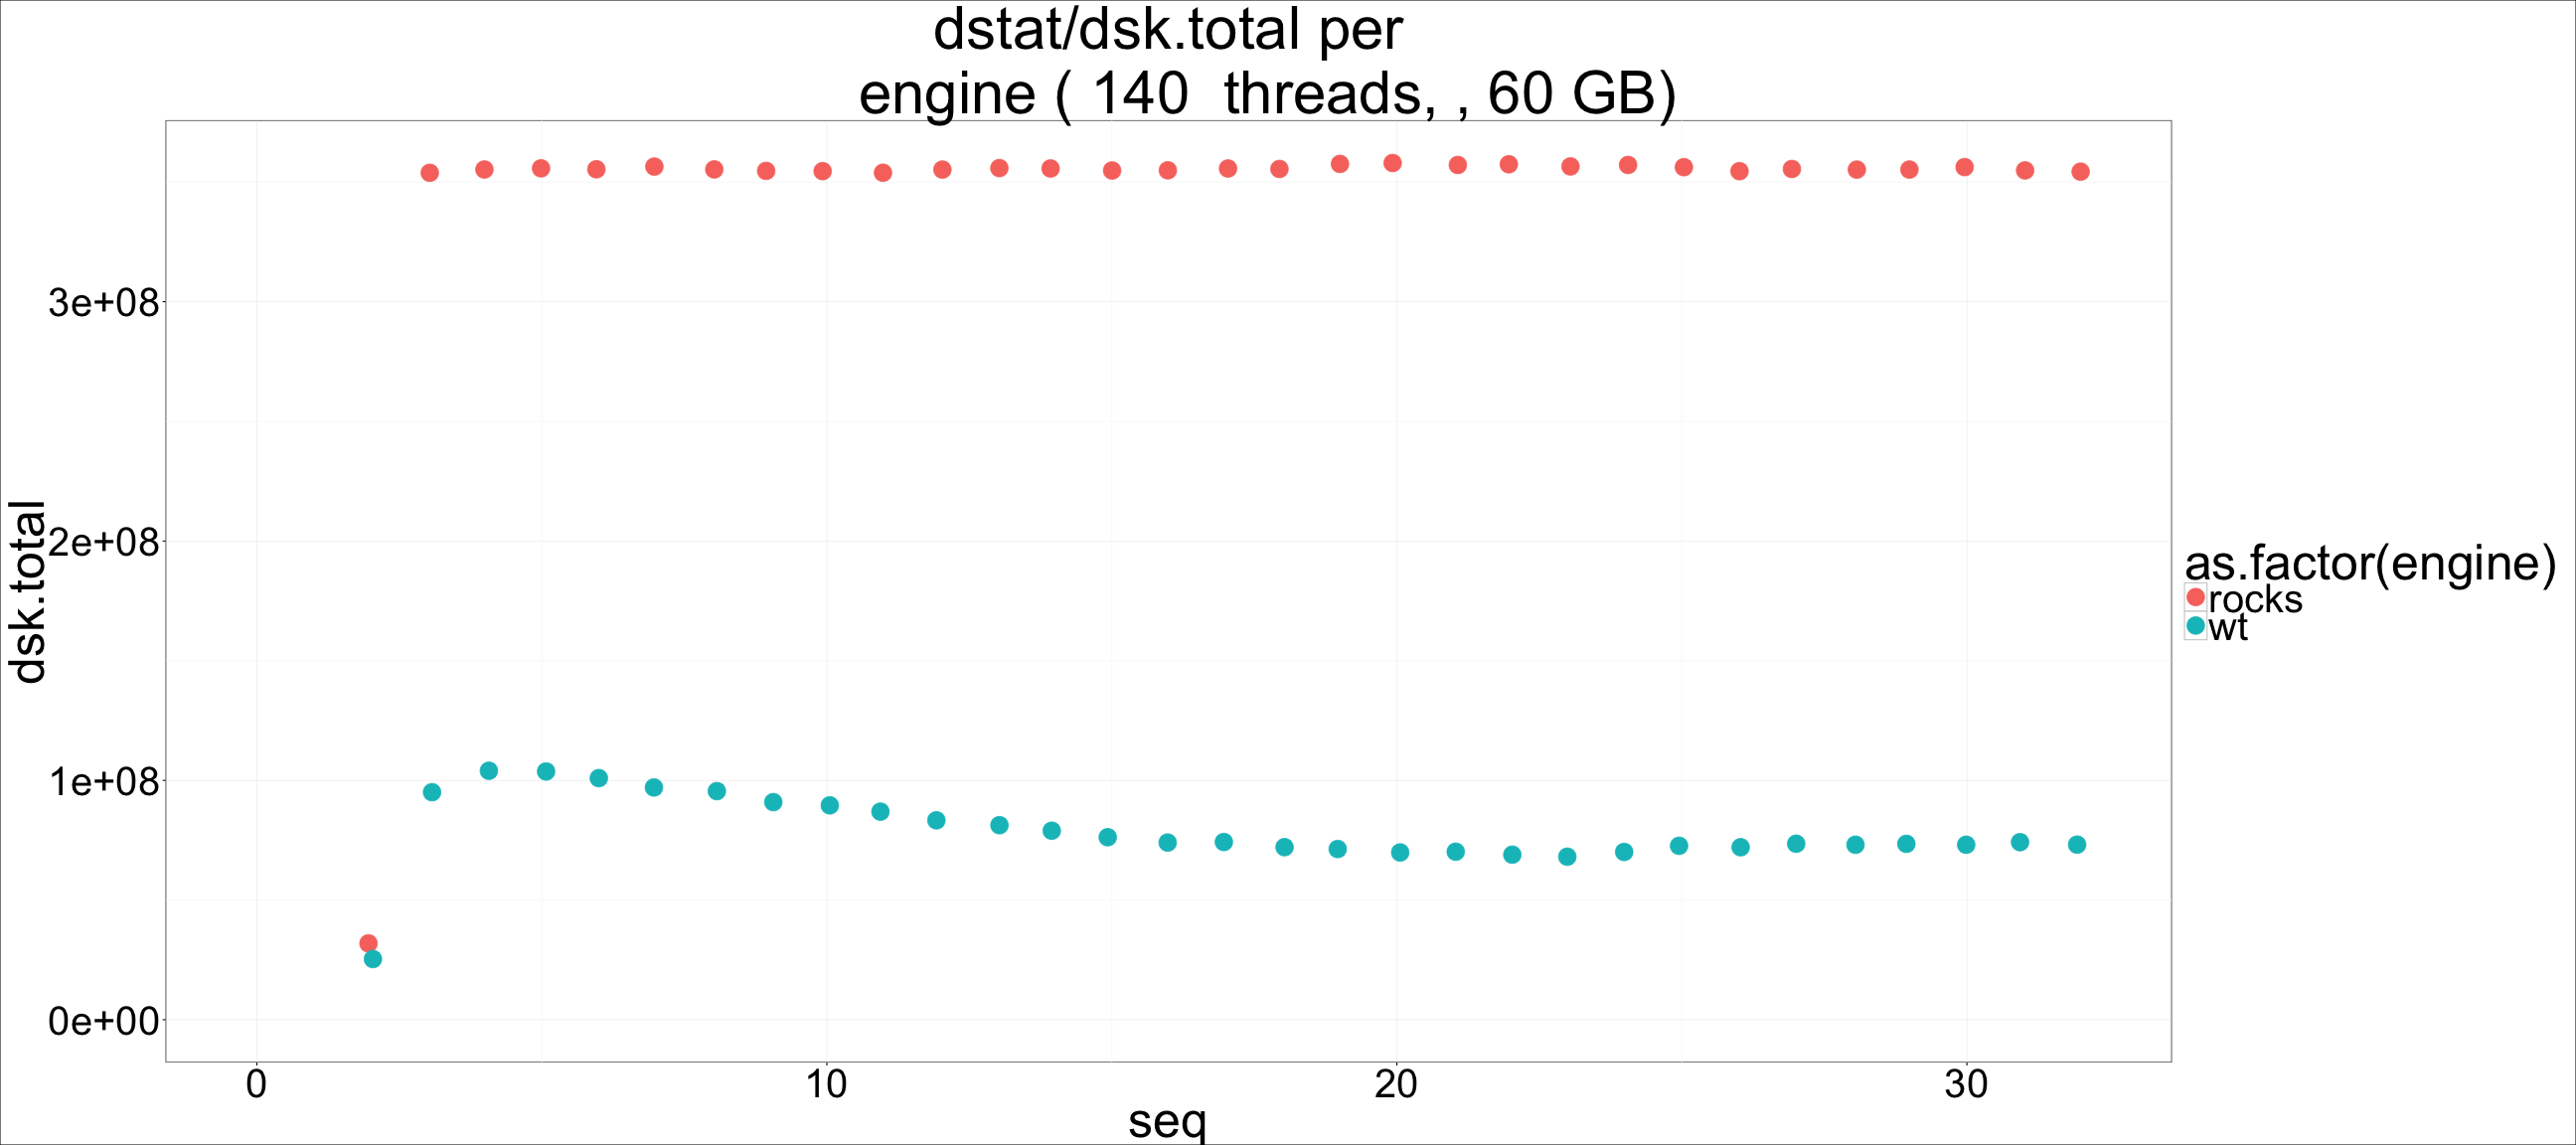 dstat/dsk.total per
engine ( 140  threads, , 60 GB)
dsk.total
3e+08
2e+08
1e+08
0e+00
0
10
20
30
seq
as.factor(engine)
rocks
wt